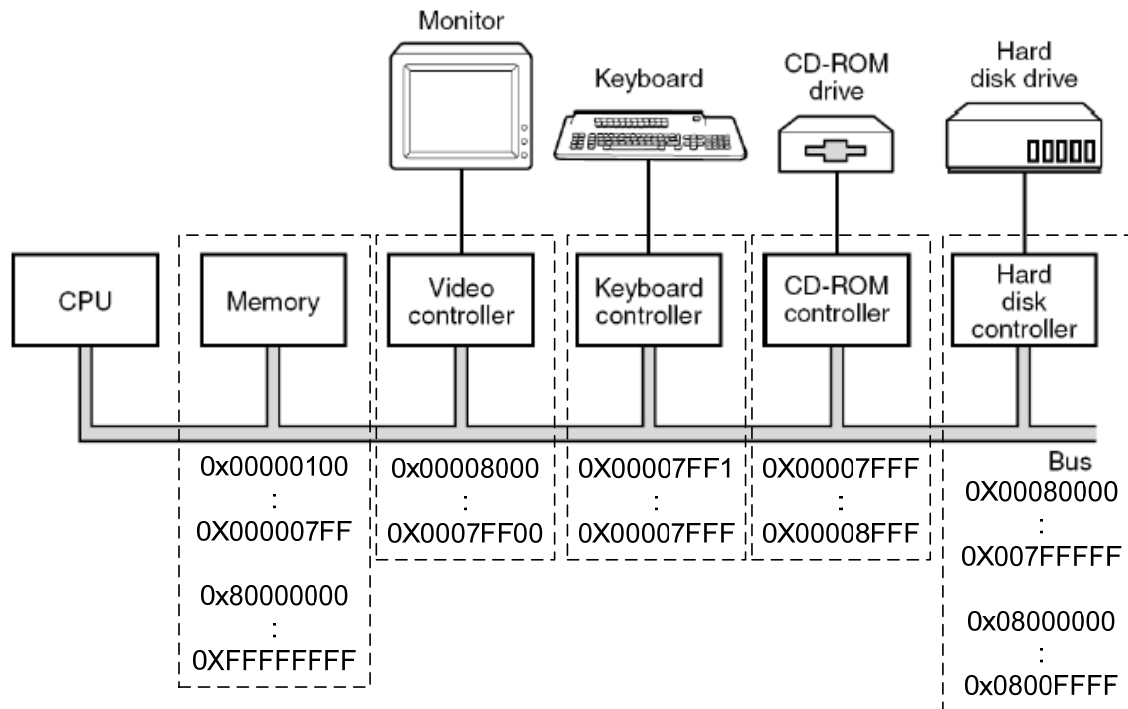 Monitor
Keyboard
CD-ROM
drive
Hard
disk drive
CPU
Memory
Video
controller
Keyboard
controller
CD-ROM
controller
Hard
disk
controller
Bus
0x00000100
:
0X000007FF
0x80000000
:
0XFFFFFFFF
0x00008000
:
0X0007FF00
0X00007FF1
:
0X00007FFF
0X00007FFF
:
0X00008FFF
0X00080000
:
0X007FFFFF
0x08000000
:
0x0800FFFF